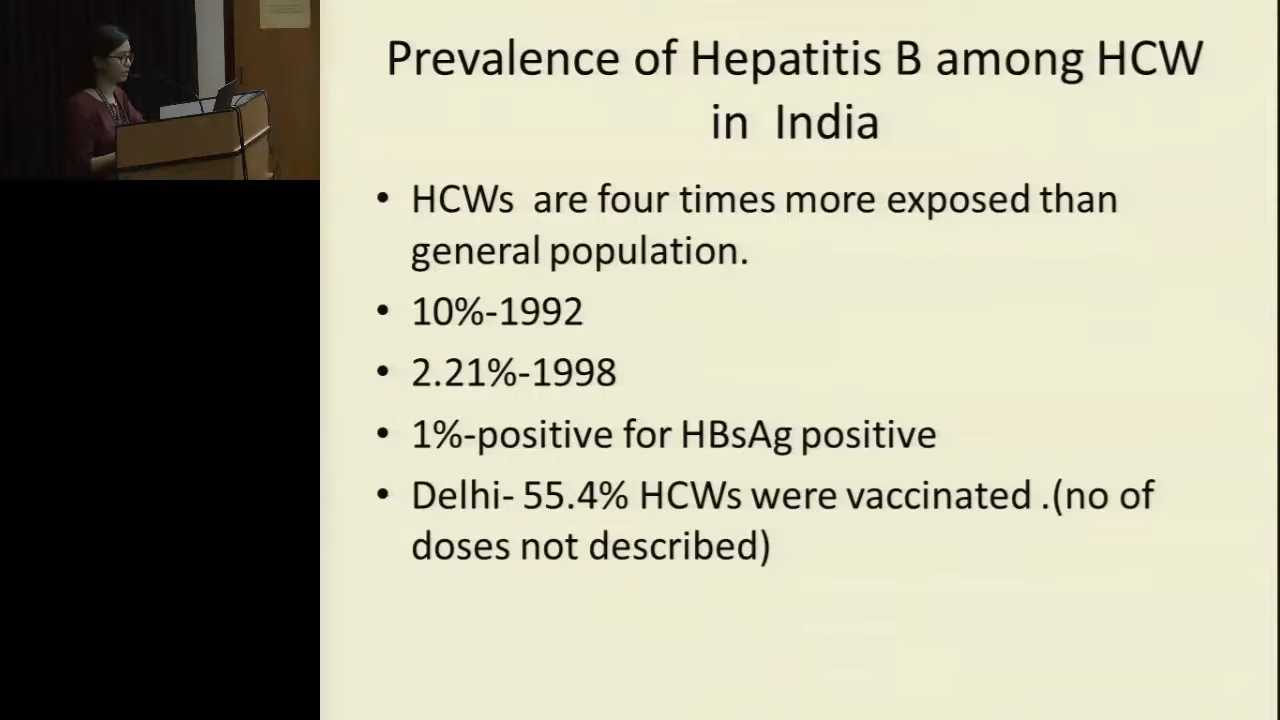 Prevalence of Hepatitis B among HCW
in India
• HCWs are four times more exposed than
general population.
• 10%-1992
• 2.21%-1998
• 1%-positive for HBsAg positive
• Delhi- 55.4% HCWs were vaccinated .(no of
doses not described)